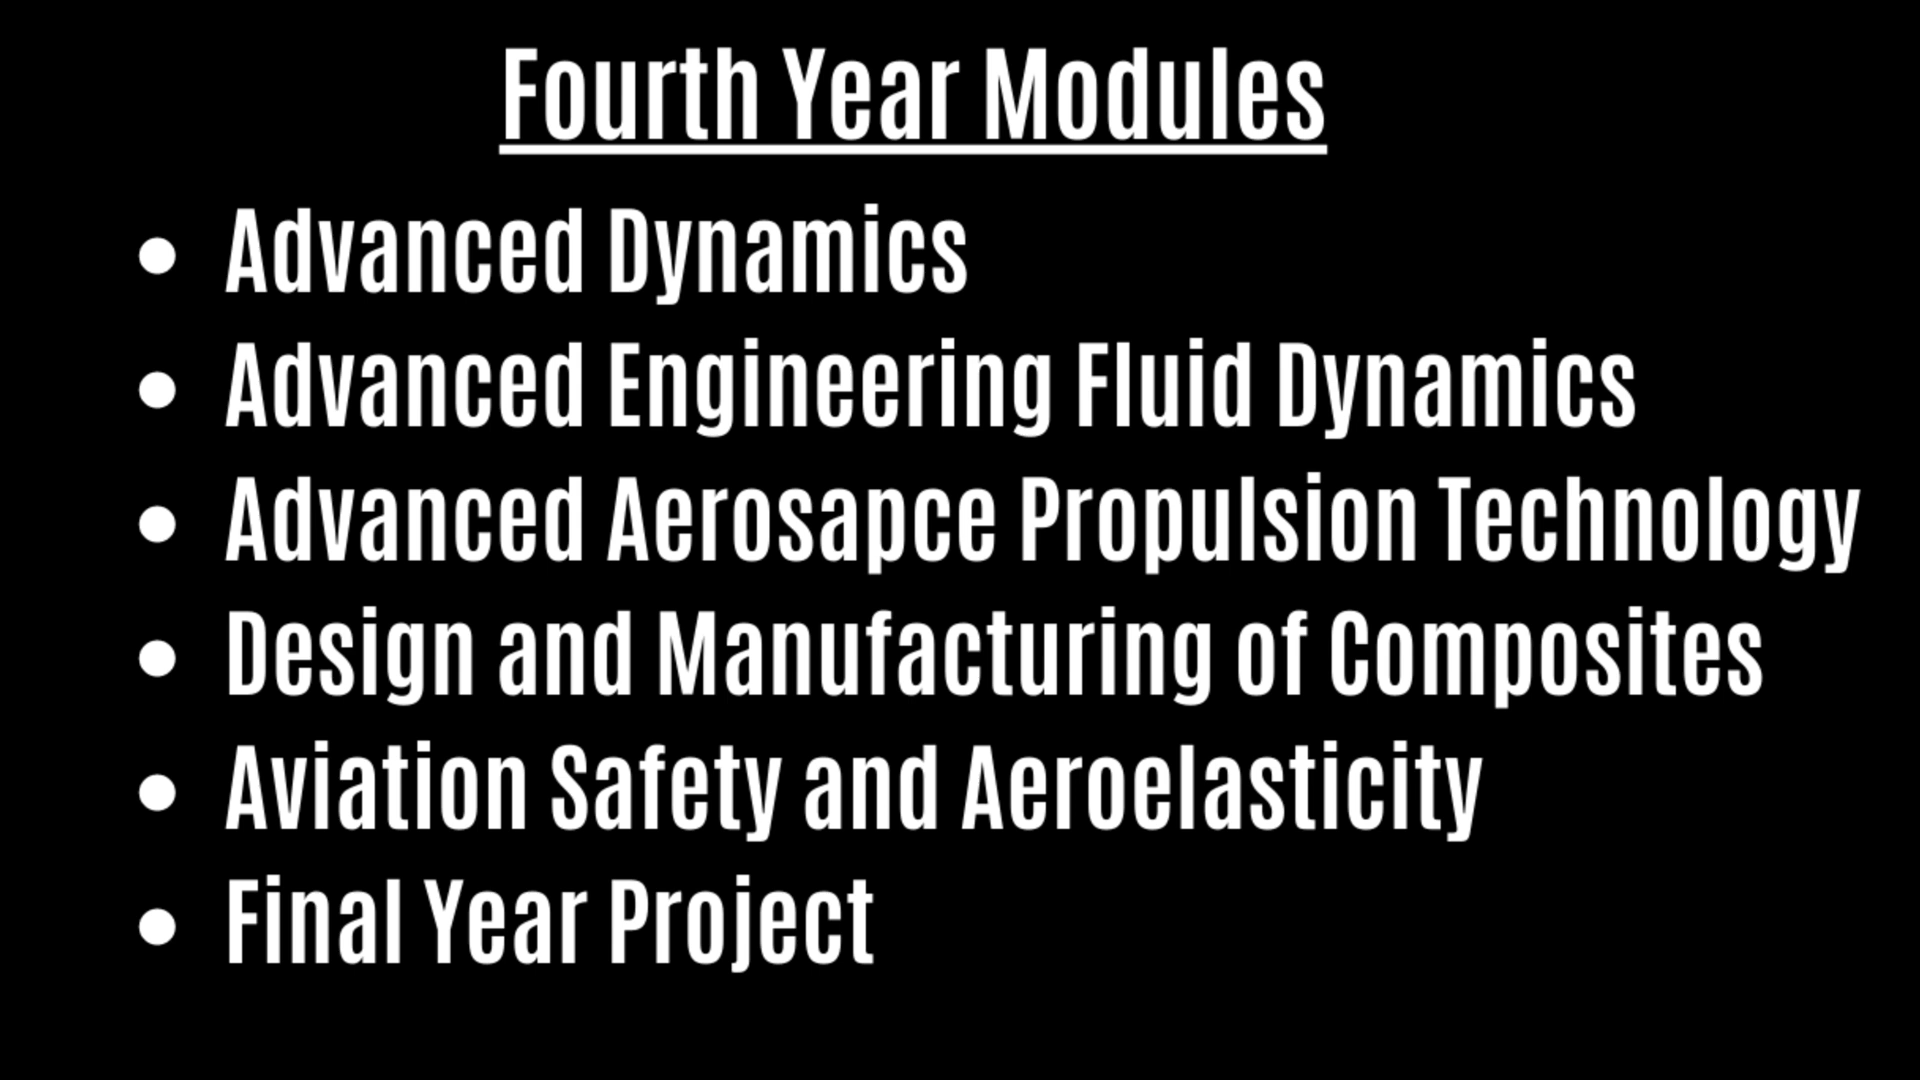 Fourth Year Modules
Advanced Dynamics
Advanced Engineering Fluid Dynamics
Advanced Aerosapce Propulsion Technology
Design and Manufacturing of Composites
Aviation Safety and Aeroelasticity
Final Year Project